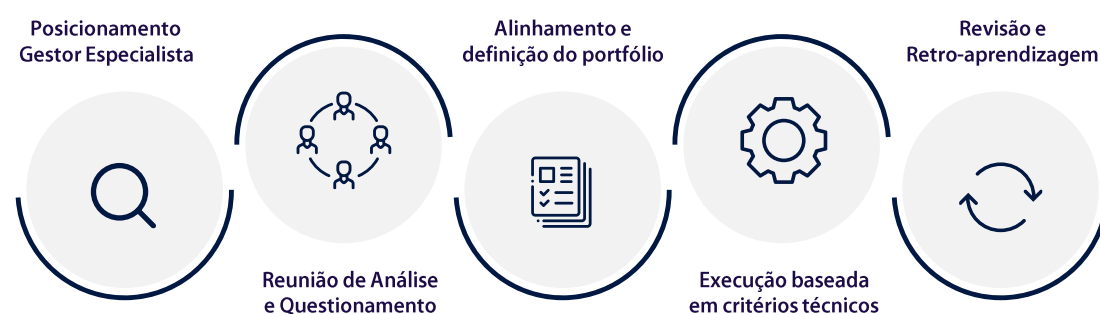 Posicionamento
Gestor Especialista
Reunião de Análise
e Questionamento
Alinhamento e
definição do portfólio
Execução baseada
em critérios técnicos
Revisão e
Retro-aprendizagem